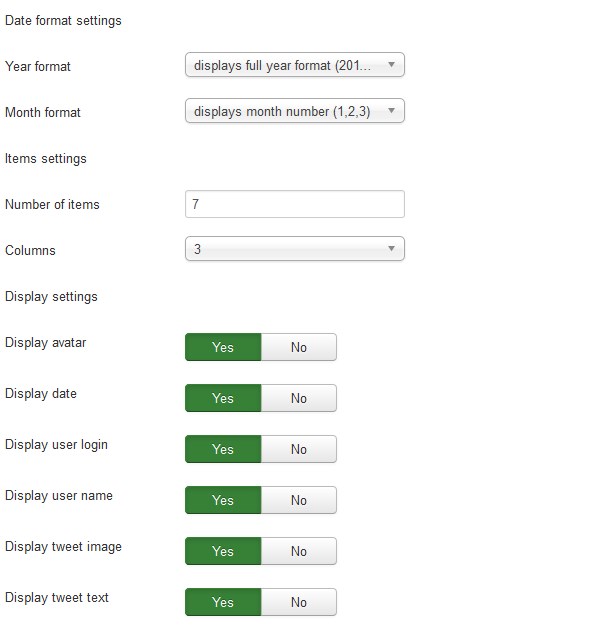 Date format settings
Year format displays full year format (201...
Month format displays month number (1,2,3)
Items settings
Number of items 7
Columns 3
Display settings
Display avatar Yes No
Display date Yes No
Display user login Yes No
Display user name Yes No
Display tweet image Yes No
Display tweet text Yes No